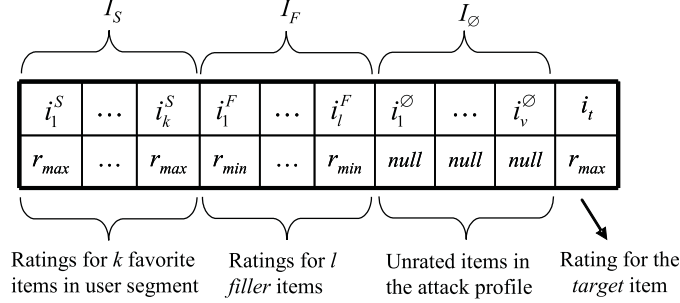 I_S I_F I_∅
i_1^S ... i_k^S i_1^F ... i_l^F i_1^∅ ... i_v^∅ i_t
r_max ... r_max r_min ... r_min null null null r_max
Ratings for k favorite
items in user segment
Ratings for l
filler items
Unrated items in
the attack profile
Rating for the
target item